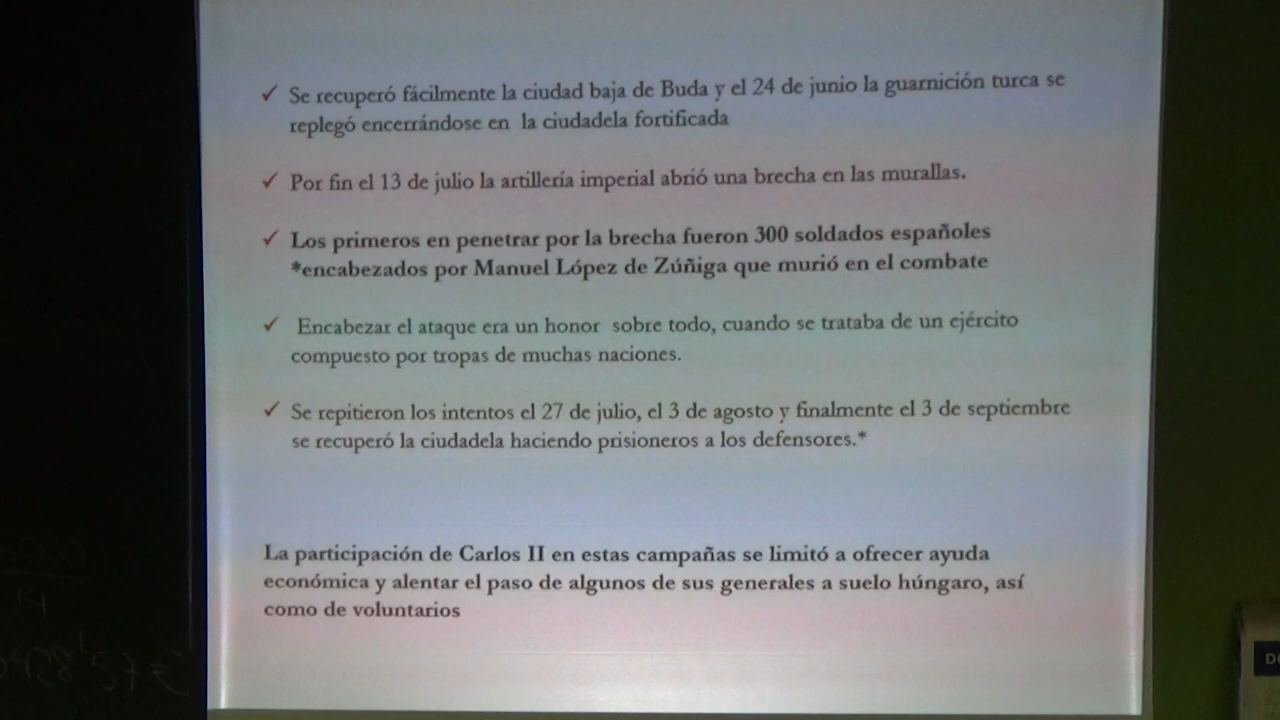 ✓ Se recuperó fácilmente la ciudad baja de Buda y el 24 de junio la guarnición turca se
replegó encerrándose en la ciudadela fortificada
✓ Por fin el 13 de julio la artillería imperial abrió una brecha en las murallas.
✓ Los primeros en penetrar por la brecha fueron 300 soldados españoles
*encabezados por Manuel López de Zúñiga que murió en el combate
✓ Encabezar el ataque era un honor sobre todo, cuando se trataba de un ejército
compuesto por tropas de muchas naciones.
✓ Se repitieron los intentos el 27 de julio, el 3 de agosto y finalmente el 3 de septiembre
se recuperó la ciudadela haciendo prisioneros a los defensores.*
La participación de Carlos II en estas campañas se limitó a ofrecer ayuda
económica y alentar el paso de algunos de sus generales a suelo húngaro, así
como de voluntarios
14